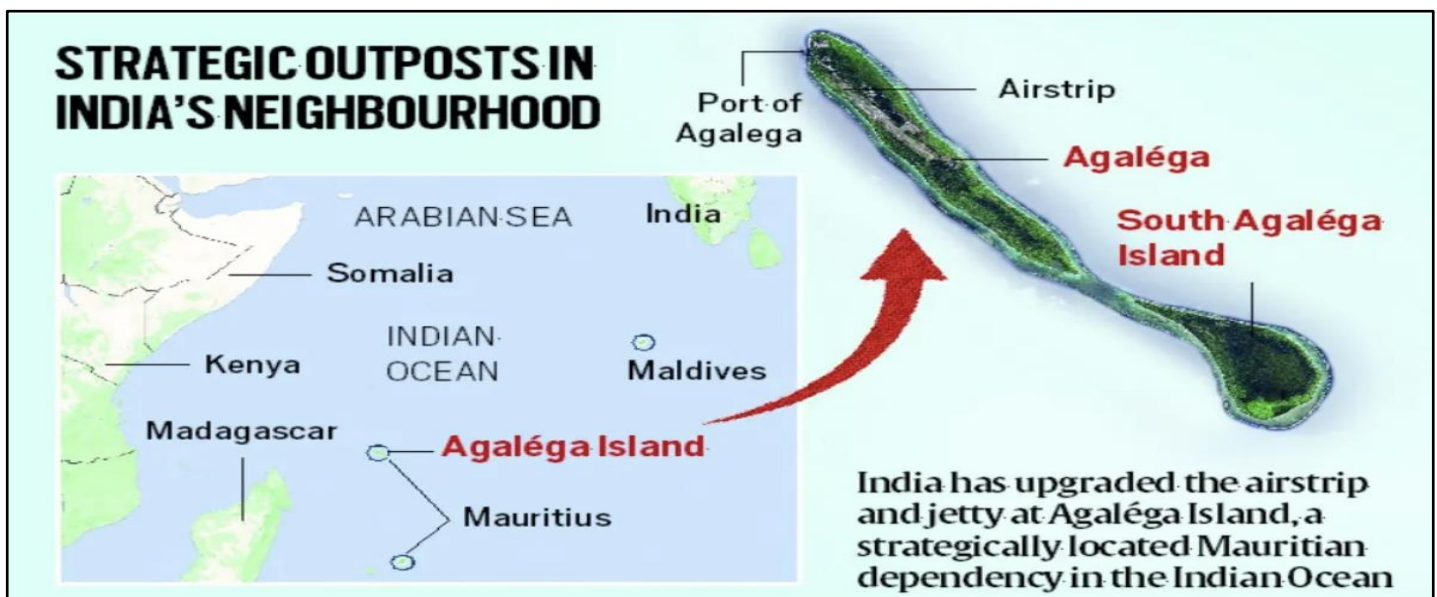 STRATEGIC OUTPOSTS IN
INDIA'S NEIGHBOURHOOD
Port of
Agalega
Airstrip
Agaléga
South Agaléga
Island
ARABIAN SEA
India
Somalia
INDIAN
OCEAN
Kenya
Maldives
Madagascar
Agaléga Island
Mauritius
India has upgraded the airstrip
and jetty at Agaléga Island, a
strategically located Mauritian
dependency in the Indian Ocean